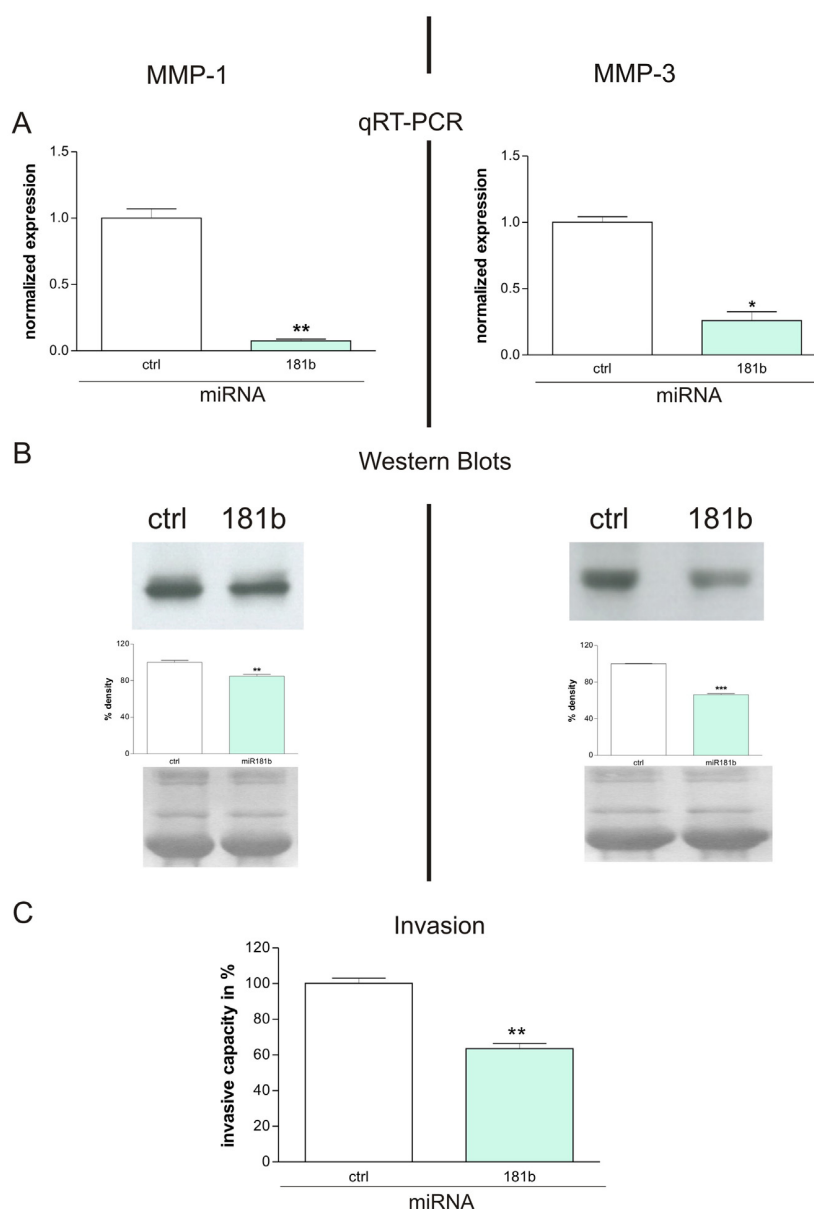 MMP-1
MMP-3
A
qRT-PCR
normalized expression
1.5
1.0
0.5
0.0
**
ctrl
181b
miRNA
normalized expression
1.5
1.0
0.5
0.0
*
ctrl
181b
miRNA
B
Western Blots
ctrl 181b
% density
120
80
40
0
**
ctrl
miR181b
ctrl 181b
% density
120
80
40
0
***
ctrl
miR181b
C
Invasion
invasive capacity in %
120
100
80
60
40
20
0
**
ctrl
181b
miRNA